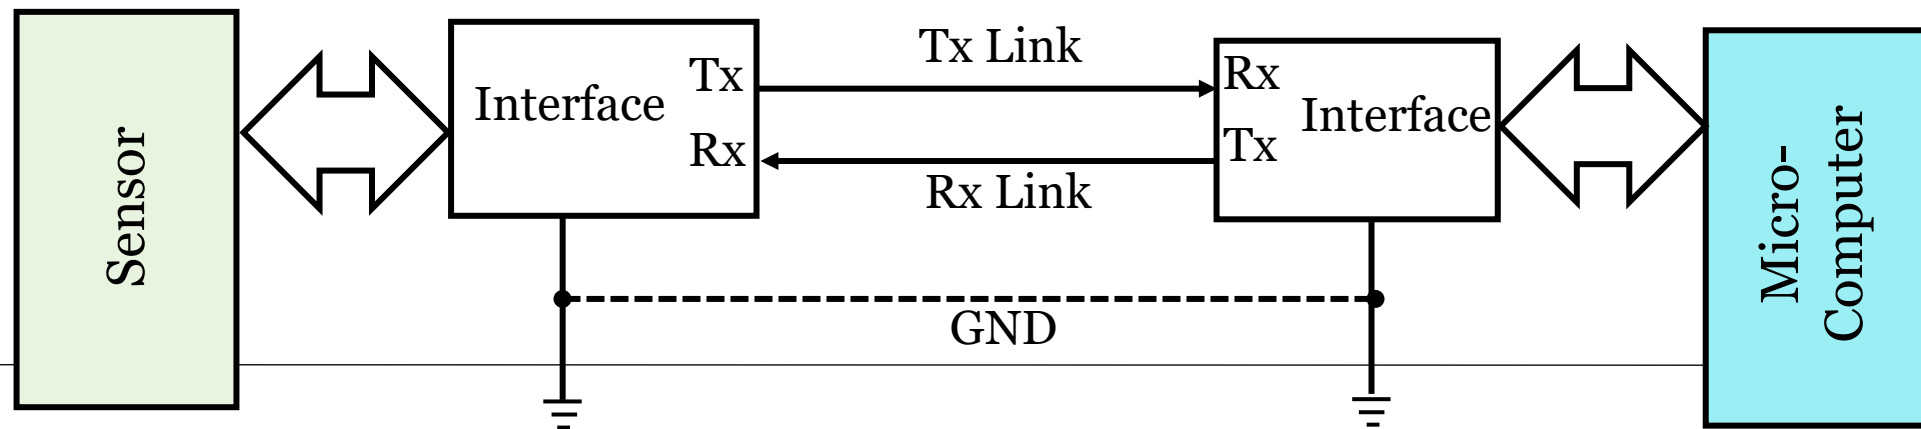 Sensor
Interface
Tx
Rx
Tx Link
Rx Link
GND
Rx
Tx
Interface
Micro-
Computer